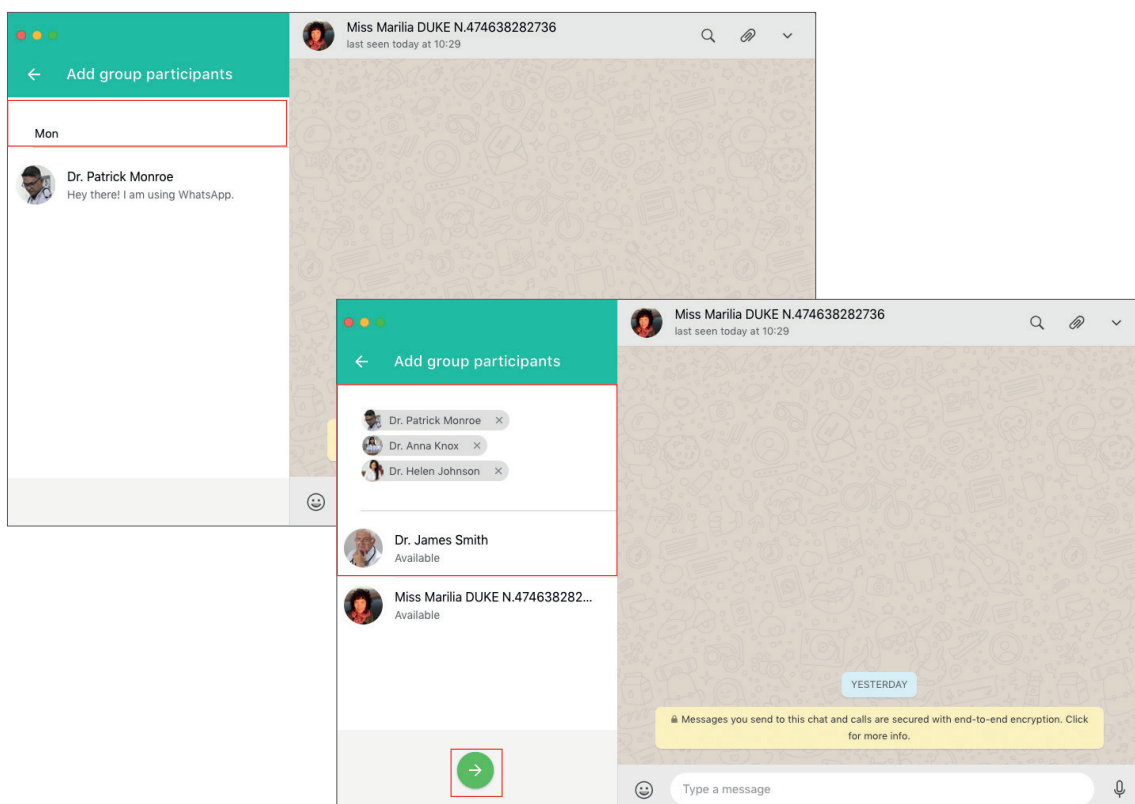 Add group participants
Mon
Dr. Patrick Monroe
Hey there! I am using WhatsApp.
Miss Marilia DUKE N.474638282736
last seen today at 10:29
Add group participants
Dr. Patrick Monroe
Dr. Anna Knox
Dr. Helen Johnson
Dr. James Smith
Available
Miss Marilia DUKE N.474638282...
Available
Miss Marilia DUKE N.474638282736
last seen today at 10:29
YESTERDAY
Messages you send to this chat and calls are secured with end-to-end encryption. Click
for more info.
Type a message